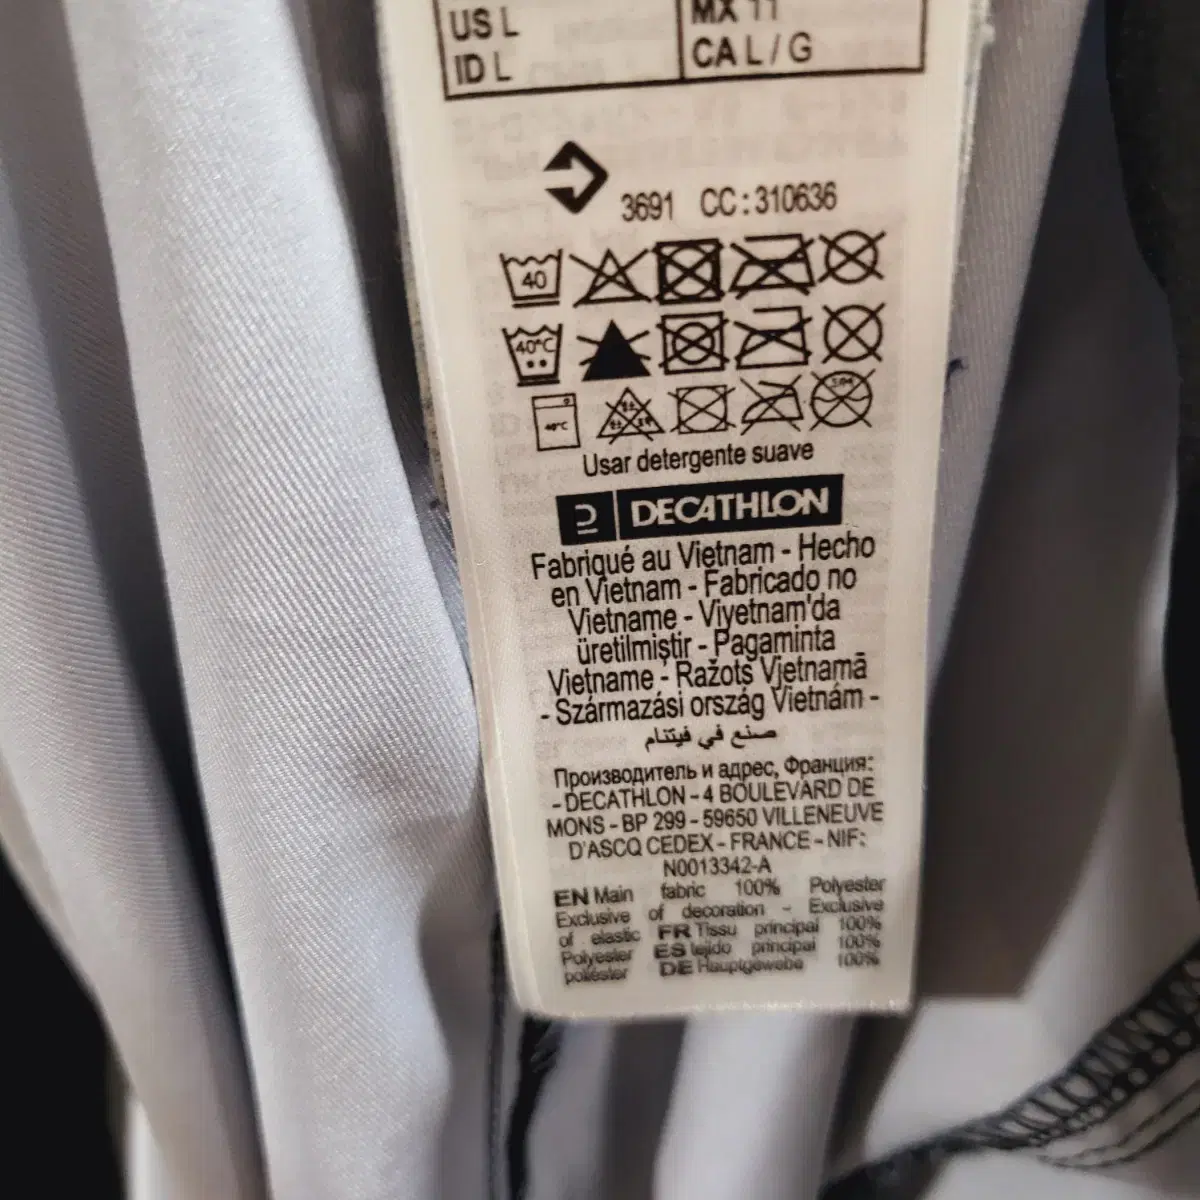 US L
MX 11
ID L
CA L / G
3691 CC : 310636
40
40°C
40°C
Usar detergente suave
DECATHLON
Fabriqué au Vietnam - Hecho
en Vietnam - Fabricado no
Vietname - Viyetnam'da
üretilmiştir - Pagaminta
Vietname - Ražots Vjetnamā
- Származási ország Vietnám -
صنع في فيتنام
Производитель и адрес, Франция:
- DECATHLON - 4 BOULEVARD DE
MONS - BP 299 - 59650 VILLENEUVE
D'ASCQ CEDEX - FRANCE - NIF:
N0013342-A
EN Main fabric 100% Polyester
Exclusive of decoration - Exclusive
of elastic FR Tissu principal 100%
Polyester ES tejido principal 100%
poliéster DE Hauptgewebe 100%